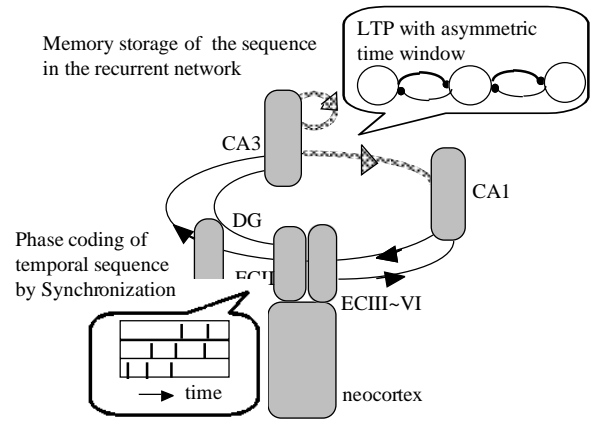 Memory storage of the sequence
in the recurrent network
LTP with asymmetric
time window
CA3
CA1
DG
Phase coding of
temporal sequence
by Synchronization
ECII
ECIII~VI
time
neocortex